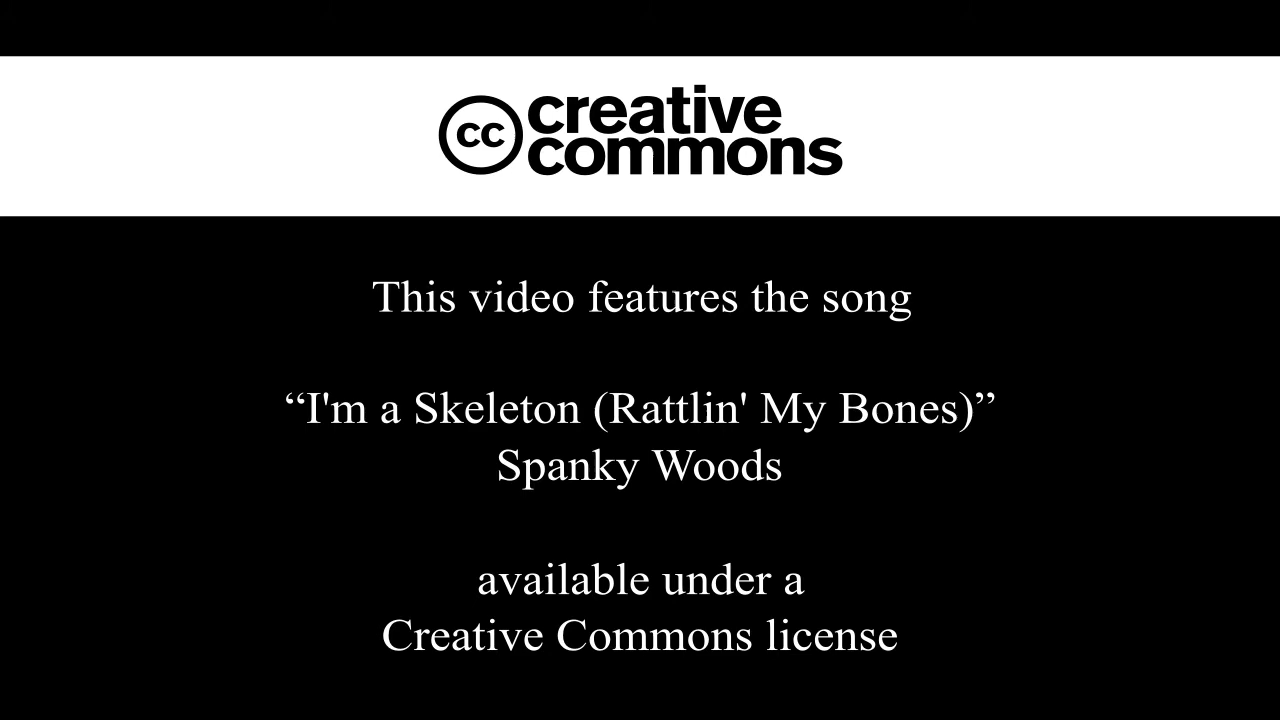 cc creative
commons
This video features the song
“I'm a Skeleton (Rattlin' My Bones)”
Spanky Woods
available under a
Creative Commons license